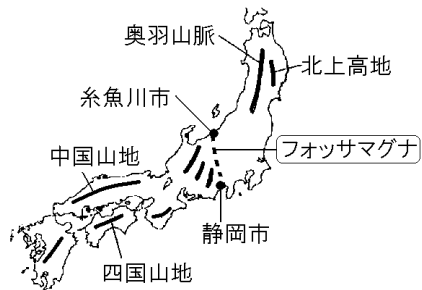 奥羽山脈
北上高地
糸魚川市
フォッサマグナ
中国山地
静岡市
四国山地